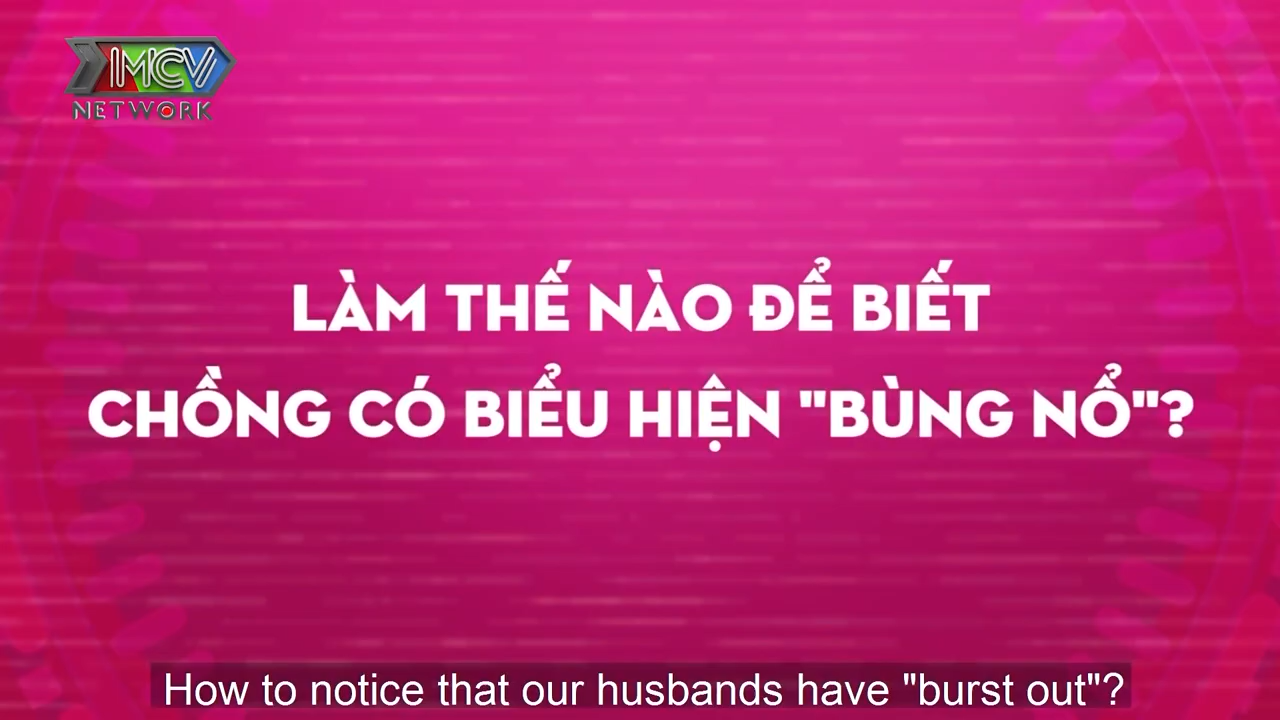 MCV
NETWORK
LÀM THẾ NÀO ĐỂ BIẾT
CHỒNG CÓ BIỂU HIỆN "BÙNG NỔ"?
How to notice that our husbands have "burst out"?